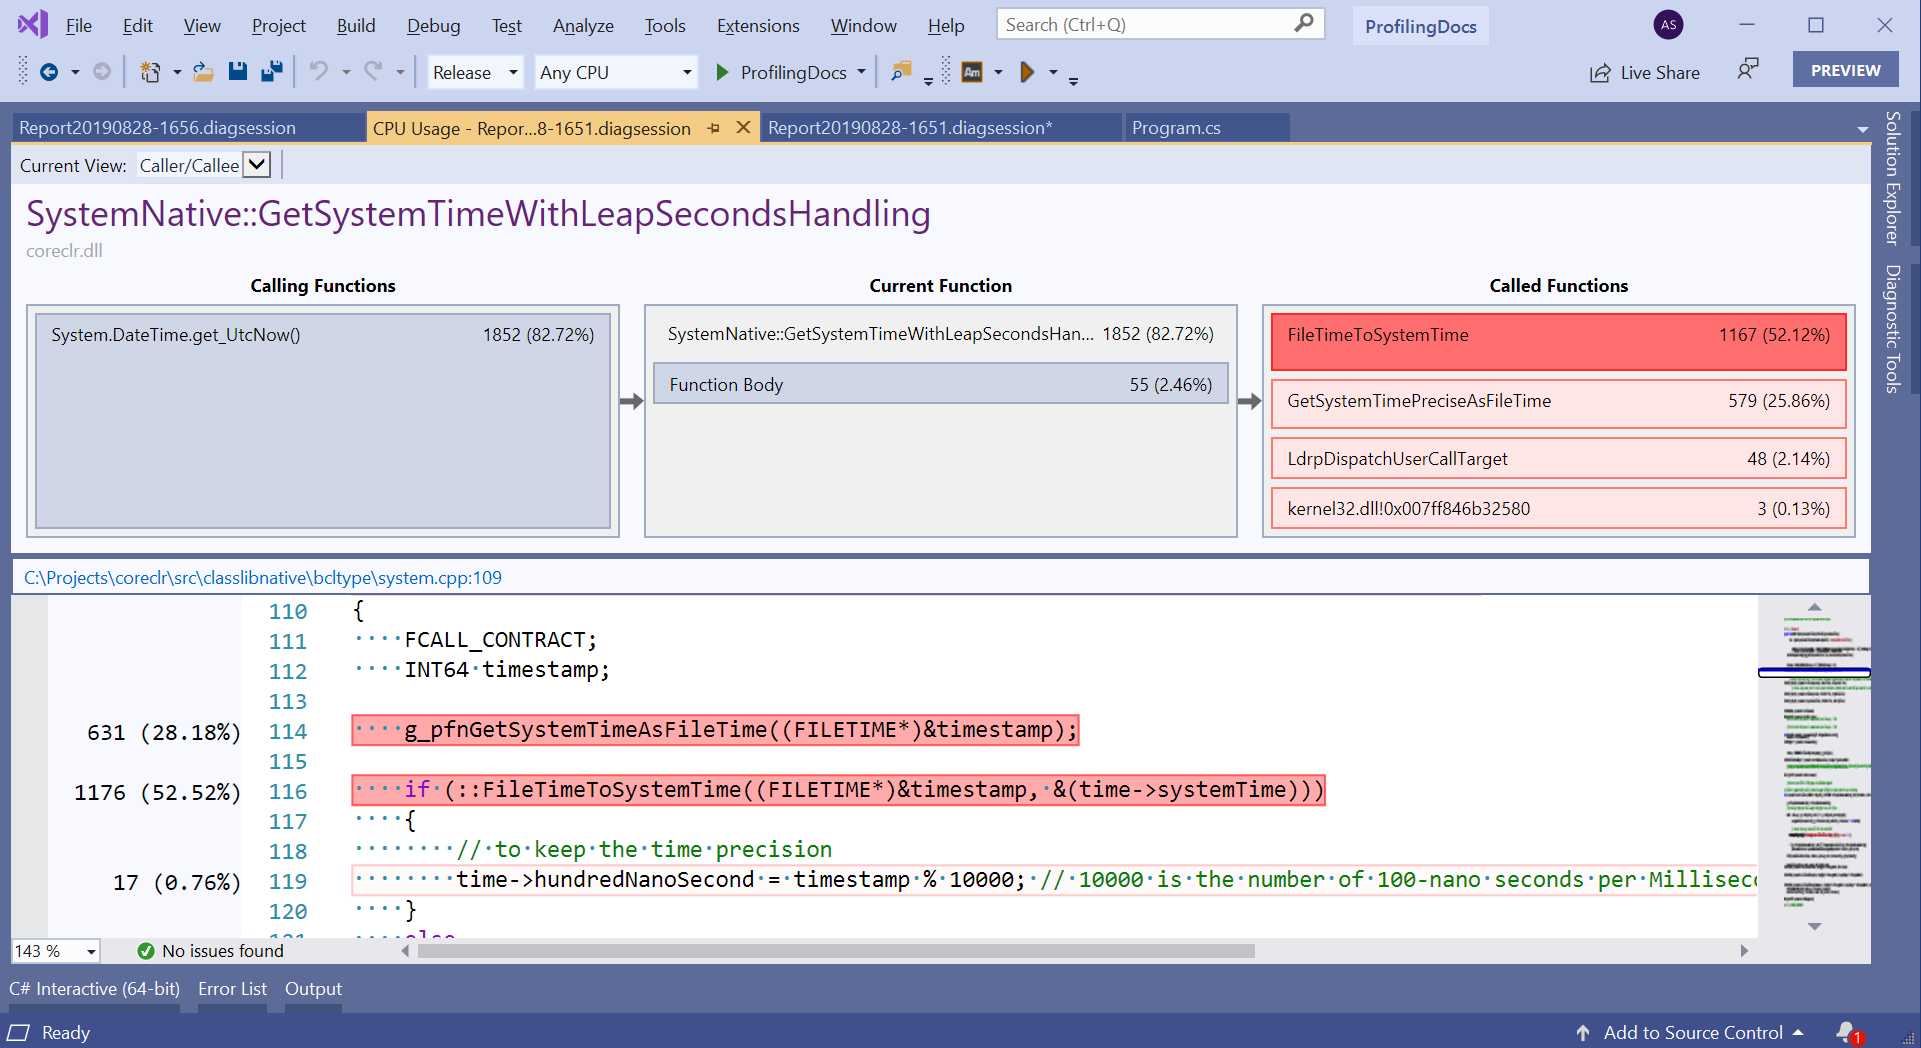 File Edit View Project Build Debug Test Analyze Tools Extensions Window Help Search (Ctrl+Q) ProfilingDocs AS
Release Any CPU ProfilingDocs Am Live Share PREVIEW
Report20190828-1656.diagsession CPU Usage - Repor...8-1651.diagsession Report20190828-1651.diagsession* Program.cs
Solution Explorer
Diagnostic Tools
Current View: Caller/Callee
SystemNative::GetSystemTimeWithLeapSecondsHandling
coreclr.dll
Calling Functions Current Function Called Functions
System.DateTime.get_UtcNow() 1852 (82.72%)
SystemNative::GetSystemTimeWithLeapSecondsHan... 1852 (82.72%)
Function Body 55 (2.46%)
FileTimeToSystemTime 1167 (52.12%)
GetSystemTimePreciseAsFileTime 579 (25.86%)
LdrpDispatchUserCallTarget 48 (2.14%)
kernel32.dll!0x007ff846b32580 3 (0.13%)
C:\Projects\coreclr\src\classlibnative\bcltype\system.cpp:109
110 {
111 ····FCALL_CONTRACT;
112 ····INT64·timestamp;
113
631 (28.18%) 114 ····g_pfnGetSystemTimeAsFileTime((FILETIME*)&timestamp);
115
1176 (52.52%) 116 ····if·(::FileTimeToSystemTime((FILETIME*)&timestamp,·&(time->systemTime)))
117 ····{
118 ········//·to·keep·the·time·precision
17 (0.76%) 119 ········time->hundredNanoSecond·=·timestamp·%·10000;·//·10000·is·the·number·of·100-nano·seconds·per·Millisec
120 ····}
121 ····else
143 % No issues found
C# Interactive (64-bit) Error List Output
Ready Add to Source Control 1